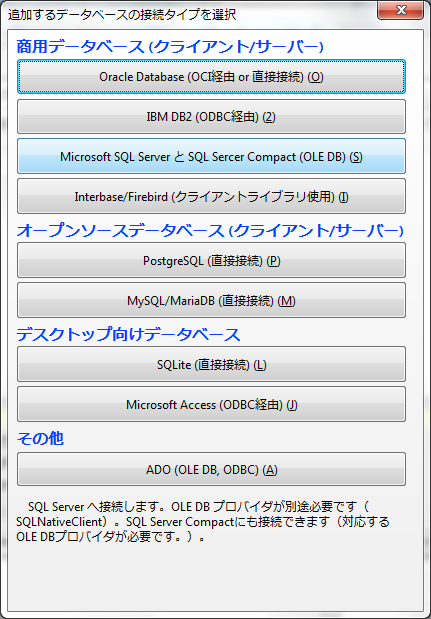 追加するデータベースの接続タイプを選択
商用データベース (クライアント/サーバー)
Oracle Database (OCI経由 or 直接接続) (O)
IBM DB2 (ODBC経由) (2)
Microsoft SQL Server と SQL Sercer Compact (OLE DB) (S)
Interbase/Firebird (クライアントライブラリ使用) (I)
オープンソースデータベース (クライアント/サーバー)
PostgreSQL (直接接続) (P)
MySQL/MariaDB (直接接続) (M)
デスクトップ向けデータベース
SQLite (直接接続) (L)
Microsoft Access (ODBC経由) (J)
その他
ADO (OLE DB, ODBC) (A)
SQL Server へ接続します。OLE DB プロバイダが別途必要です（
SQLNativeClient）。SQL Server Compactにも接続できます（対応する
OLE DBプロバイダが必要です。）。